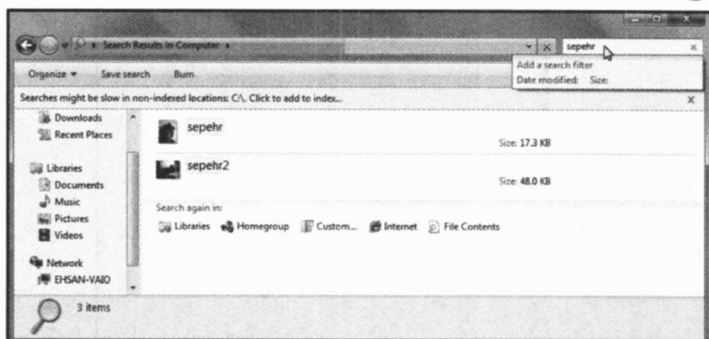 Search Results in Computer
sepehr
Add a search filter
Date modified: Size:
Organize
Save search
Burn
Searches might be slow in non-indexed locations: C:\. Click to add to index...
Downloads
Recent Places
Libraries
Documents
Music
Pictures
Videos
Network
EHSAN-VAIO
sepehr
Size: 17.3 KB
sepehr2
Size: 48.0 KB
Search again in:
Libraries Homegroup Custom... Internet File Contents
3 items